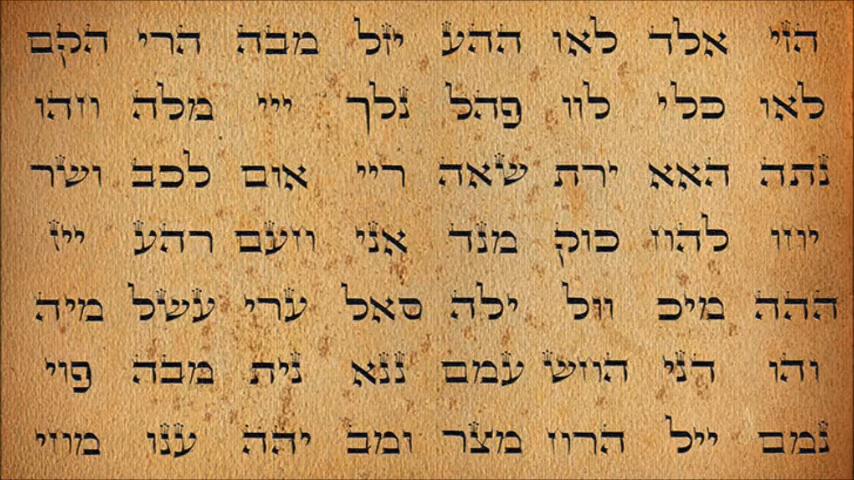 הזי אלד לאו ההע יזל מבה הרי הקם
לאו כלי לוו פהל נלך ייי מלה חהו
נתה האא ירת שאה ריי אום לכב ושר
יחו להח כוק מנד אני חעם רהע ייז
ההה מיכ וול ילה סאל ערי עשל מיה
והו דני החש עמם ננא נית מבה פוי
נמם ייל הרח מצר ומב יהה ענו מחי